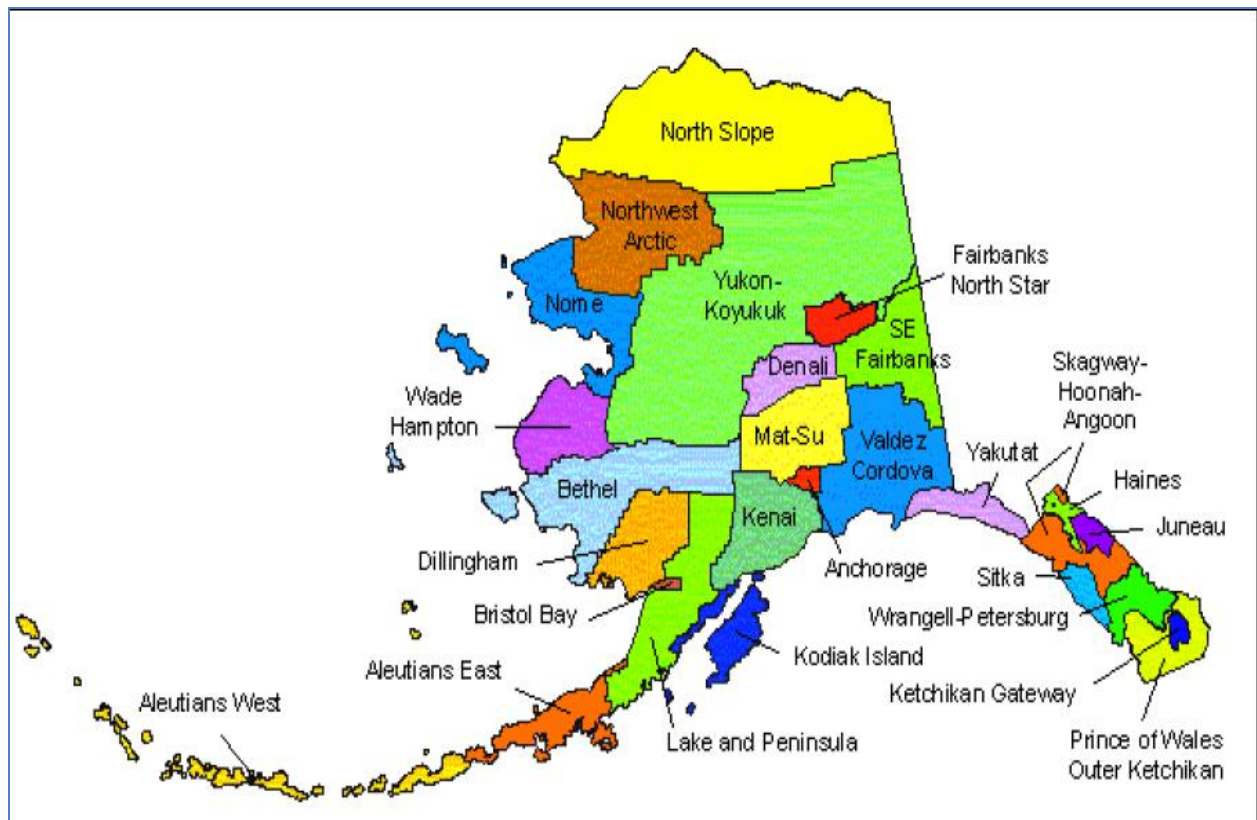 North Slope
Northwest
Arctic
Fairbanks
North Star
Yukon-
Koyukuk
Nome
SE
Fairbanks
Denali
Skagway-
Hoonah-
Angoon
Wade
Hampton
Mat-Su
Valdez
Cordova
Yakutat
Haines
Bethel
Kenai
Juneau
Dillingham
Anchorage
Sitka
Bristol Bay
Wrangell-Petersburg
Kodiak Island
Aleutians East
Ketchikan Gateway
Aleutians West
Lake and Peninsula
Prince of Wales
Outer Ketchikan